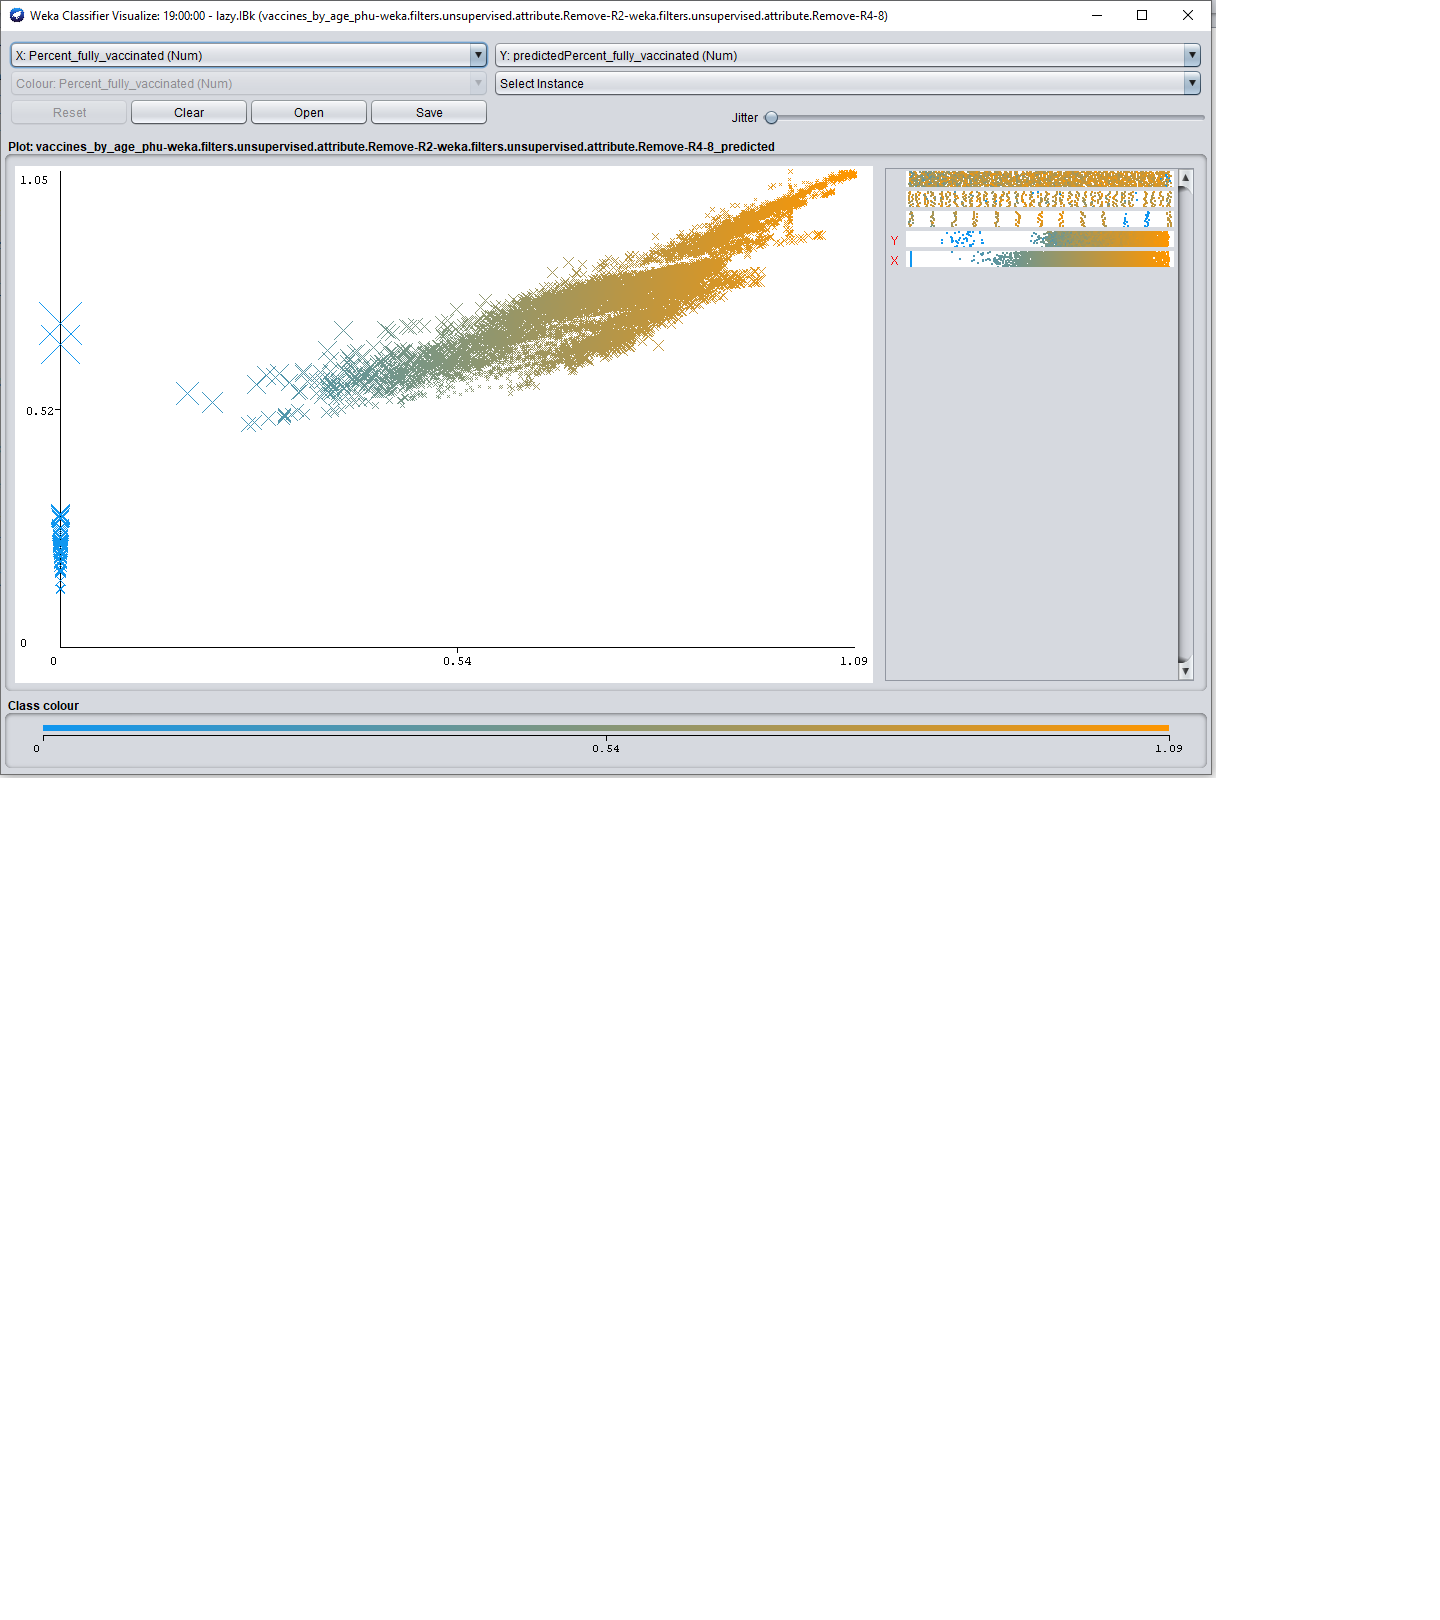 Weka Classifier Visualize: 19:00:00 - lazy.IBk (vaccines_by_age_phu-weka.filters.unsupervised.attribute.Remove-R2-weka.filters.unsupervised.attribute.Remove-R4-8)
X: Percent_fully_vaccinated (Num)
Y: predictedPercent_fully_vaccinated (Num)
Colour: Percent_fully_vaccinated (Num)
Select Instance
Reset
Clear
Open
Save
Jitter
Plot: vaccines_by_age_phu-weka.filters.unsupervised.attribute.Remove-R2-weka.filters.unsupervised.attribute.Remove-R4-8_predicted
1.05
0.52
0
0
0.54
1.09
Y
X
Class colour
0
0.54
1.09